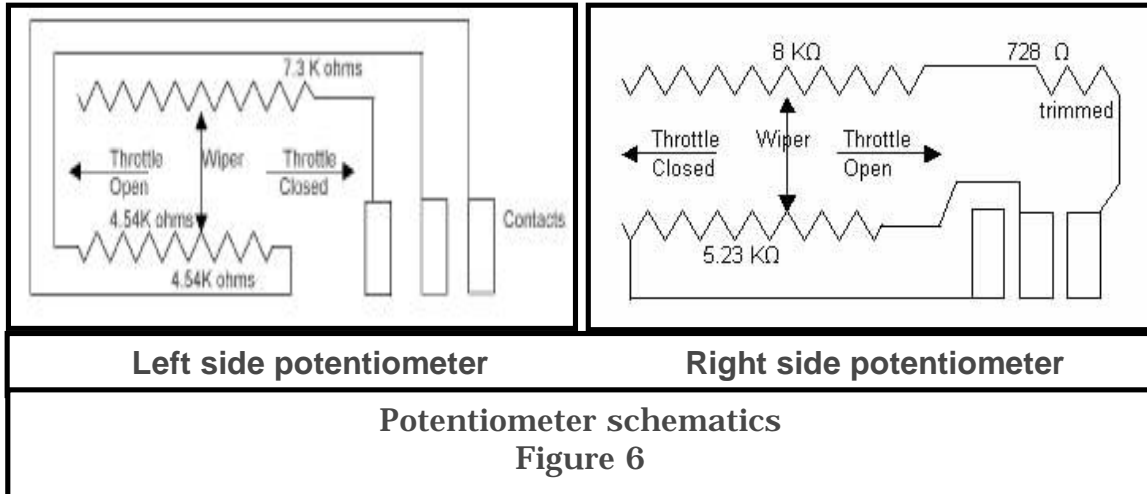 7.3 K ohms
Throttle
Open
Wiper
Throttle
Closed
4.54K ohms
4.54K ohms
Contacts
8 KΩ
728 Ω
trimmed
Throttle
Closed
Wiper
Throttle
Open
5.23 KΩ
Left side potentiometer
Right side potentiometer
Potentiometer schematics
Figure 6